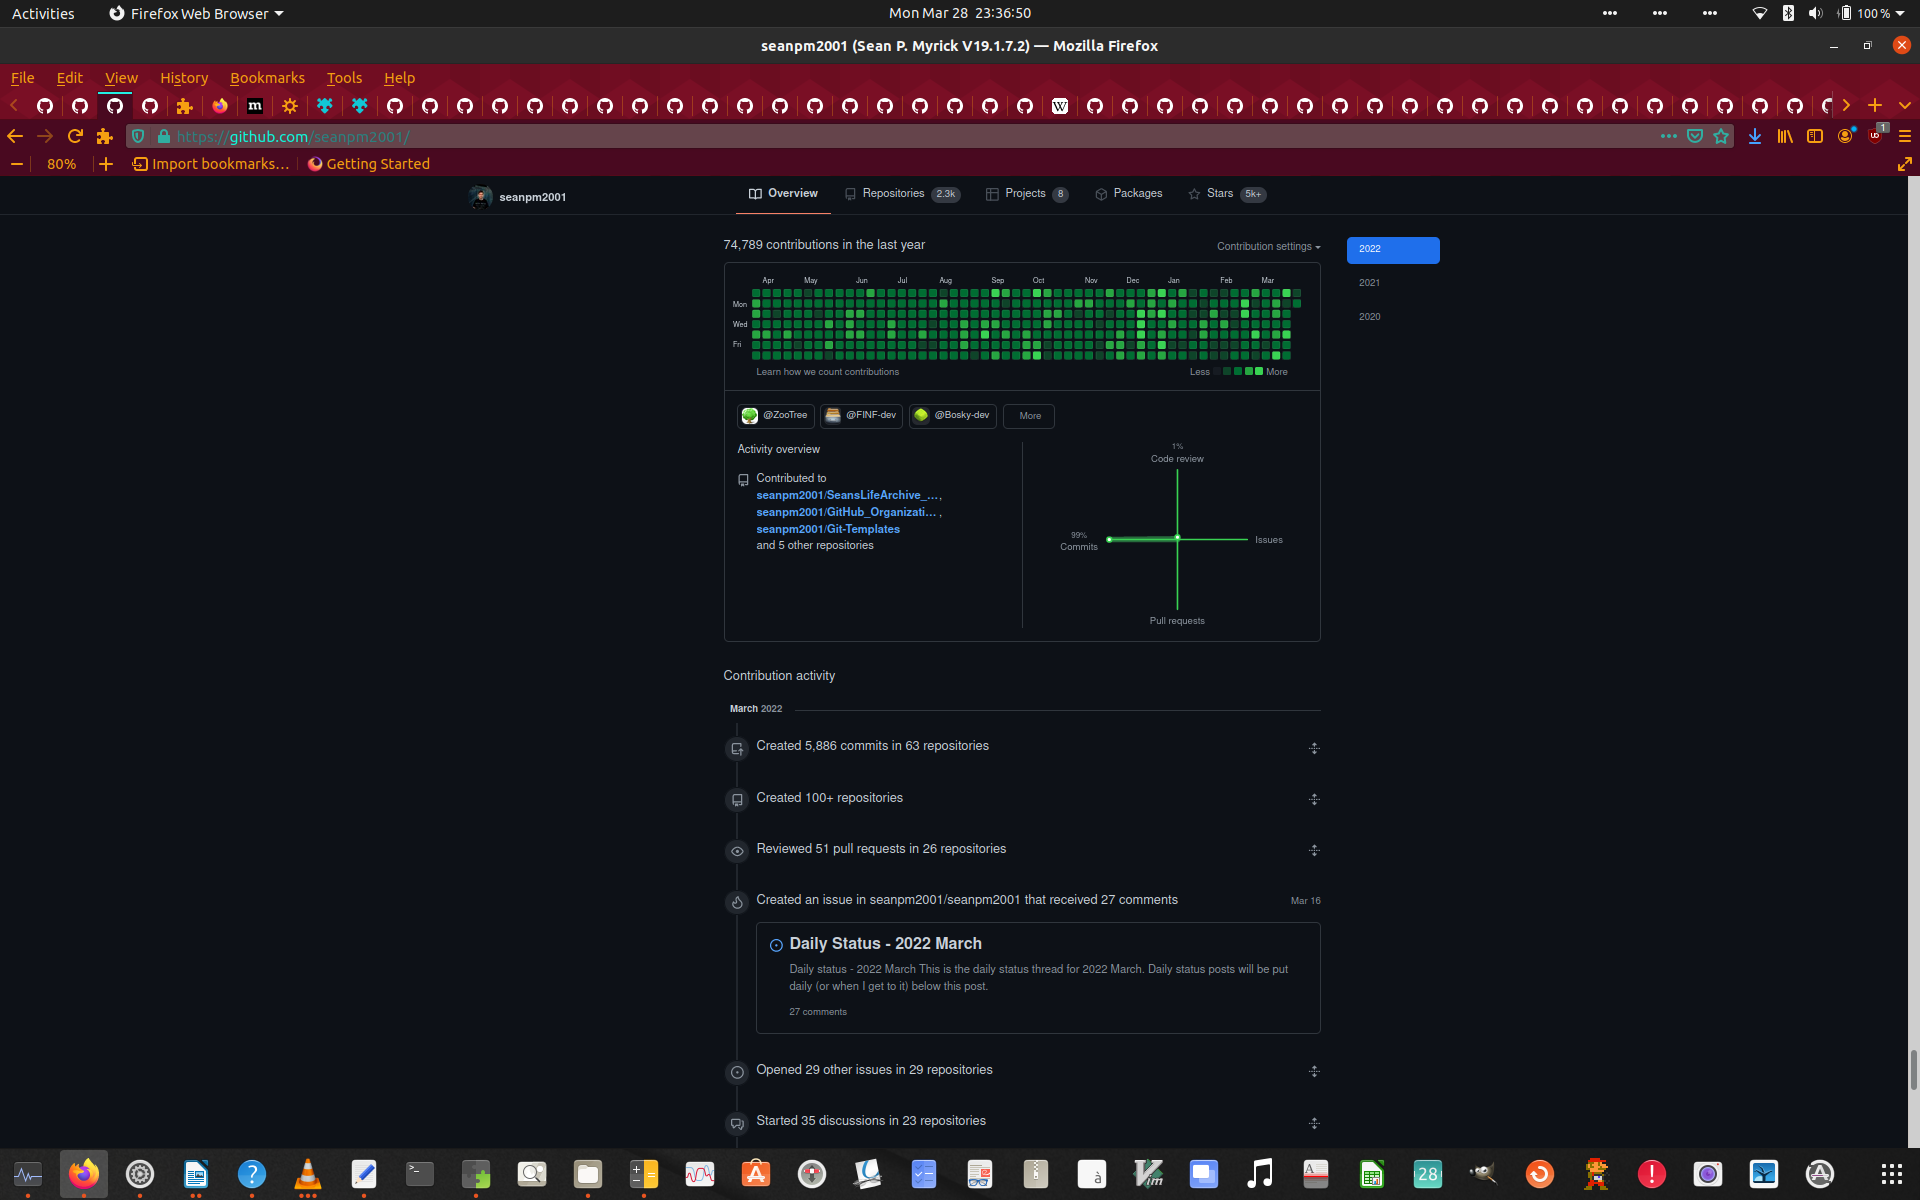 Activities
Firefox Web Browser
Mon Mar 28 23:36:50
100 %
seanpm2001 (Sean P. Myrick V19.1.7.2) — Mozilla Firefox
File Edit View History Bookmarks Tools Help
m
W
https://github.com/seanpm2001/
1
80%
Import bookmarks…
Getting Started
seanpm2001
Overview
Repositories 2.3k
Projects 8
Packages
Stars 5k+
74,789 contributions in the last year
Contribution settings
2022
2021
2020
Apr May Jun Jul Aug Sep Oct Nov Dec Jan Feb Mar
Mon
Wed
Fri
Learn how we count contributions
Less More
@ZooTree
@FINF-dev
@Bosky-dev
More
Activity overview
Contributed to
seanpm2001/SeansLifeArchive_…,
seanpm2001/GitHub_Organizati… ,
seanpm2001/Git-Templates
and 5 other repositories
1%
Code review
99%
Commits
Issues
Pull requests
Contribution activity
March 2022
Created 5,886 commits in 63 repositories
Created 100+ repositories
Reviewed 51 pull requests in 26 repositories
Created an issue in seanpm2001/seanpm2001 that received 27 comments
Mar 16
Daily Status - 2022 March
Daily status - 2022 March This is the daily status thread for 2022 March. Daily status posts will be put
daily (or when I get to it) below this post.
27 comments
Opened 29 other issues in 29 repositories
Started 35 discussions in 23 repositories
28